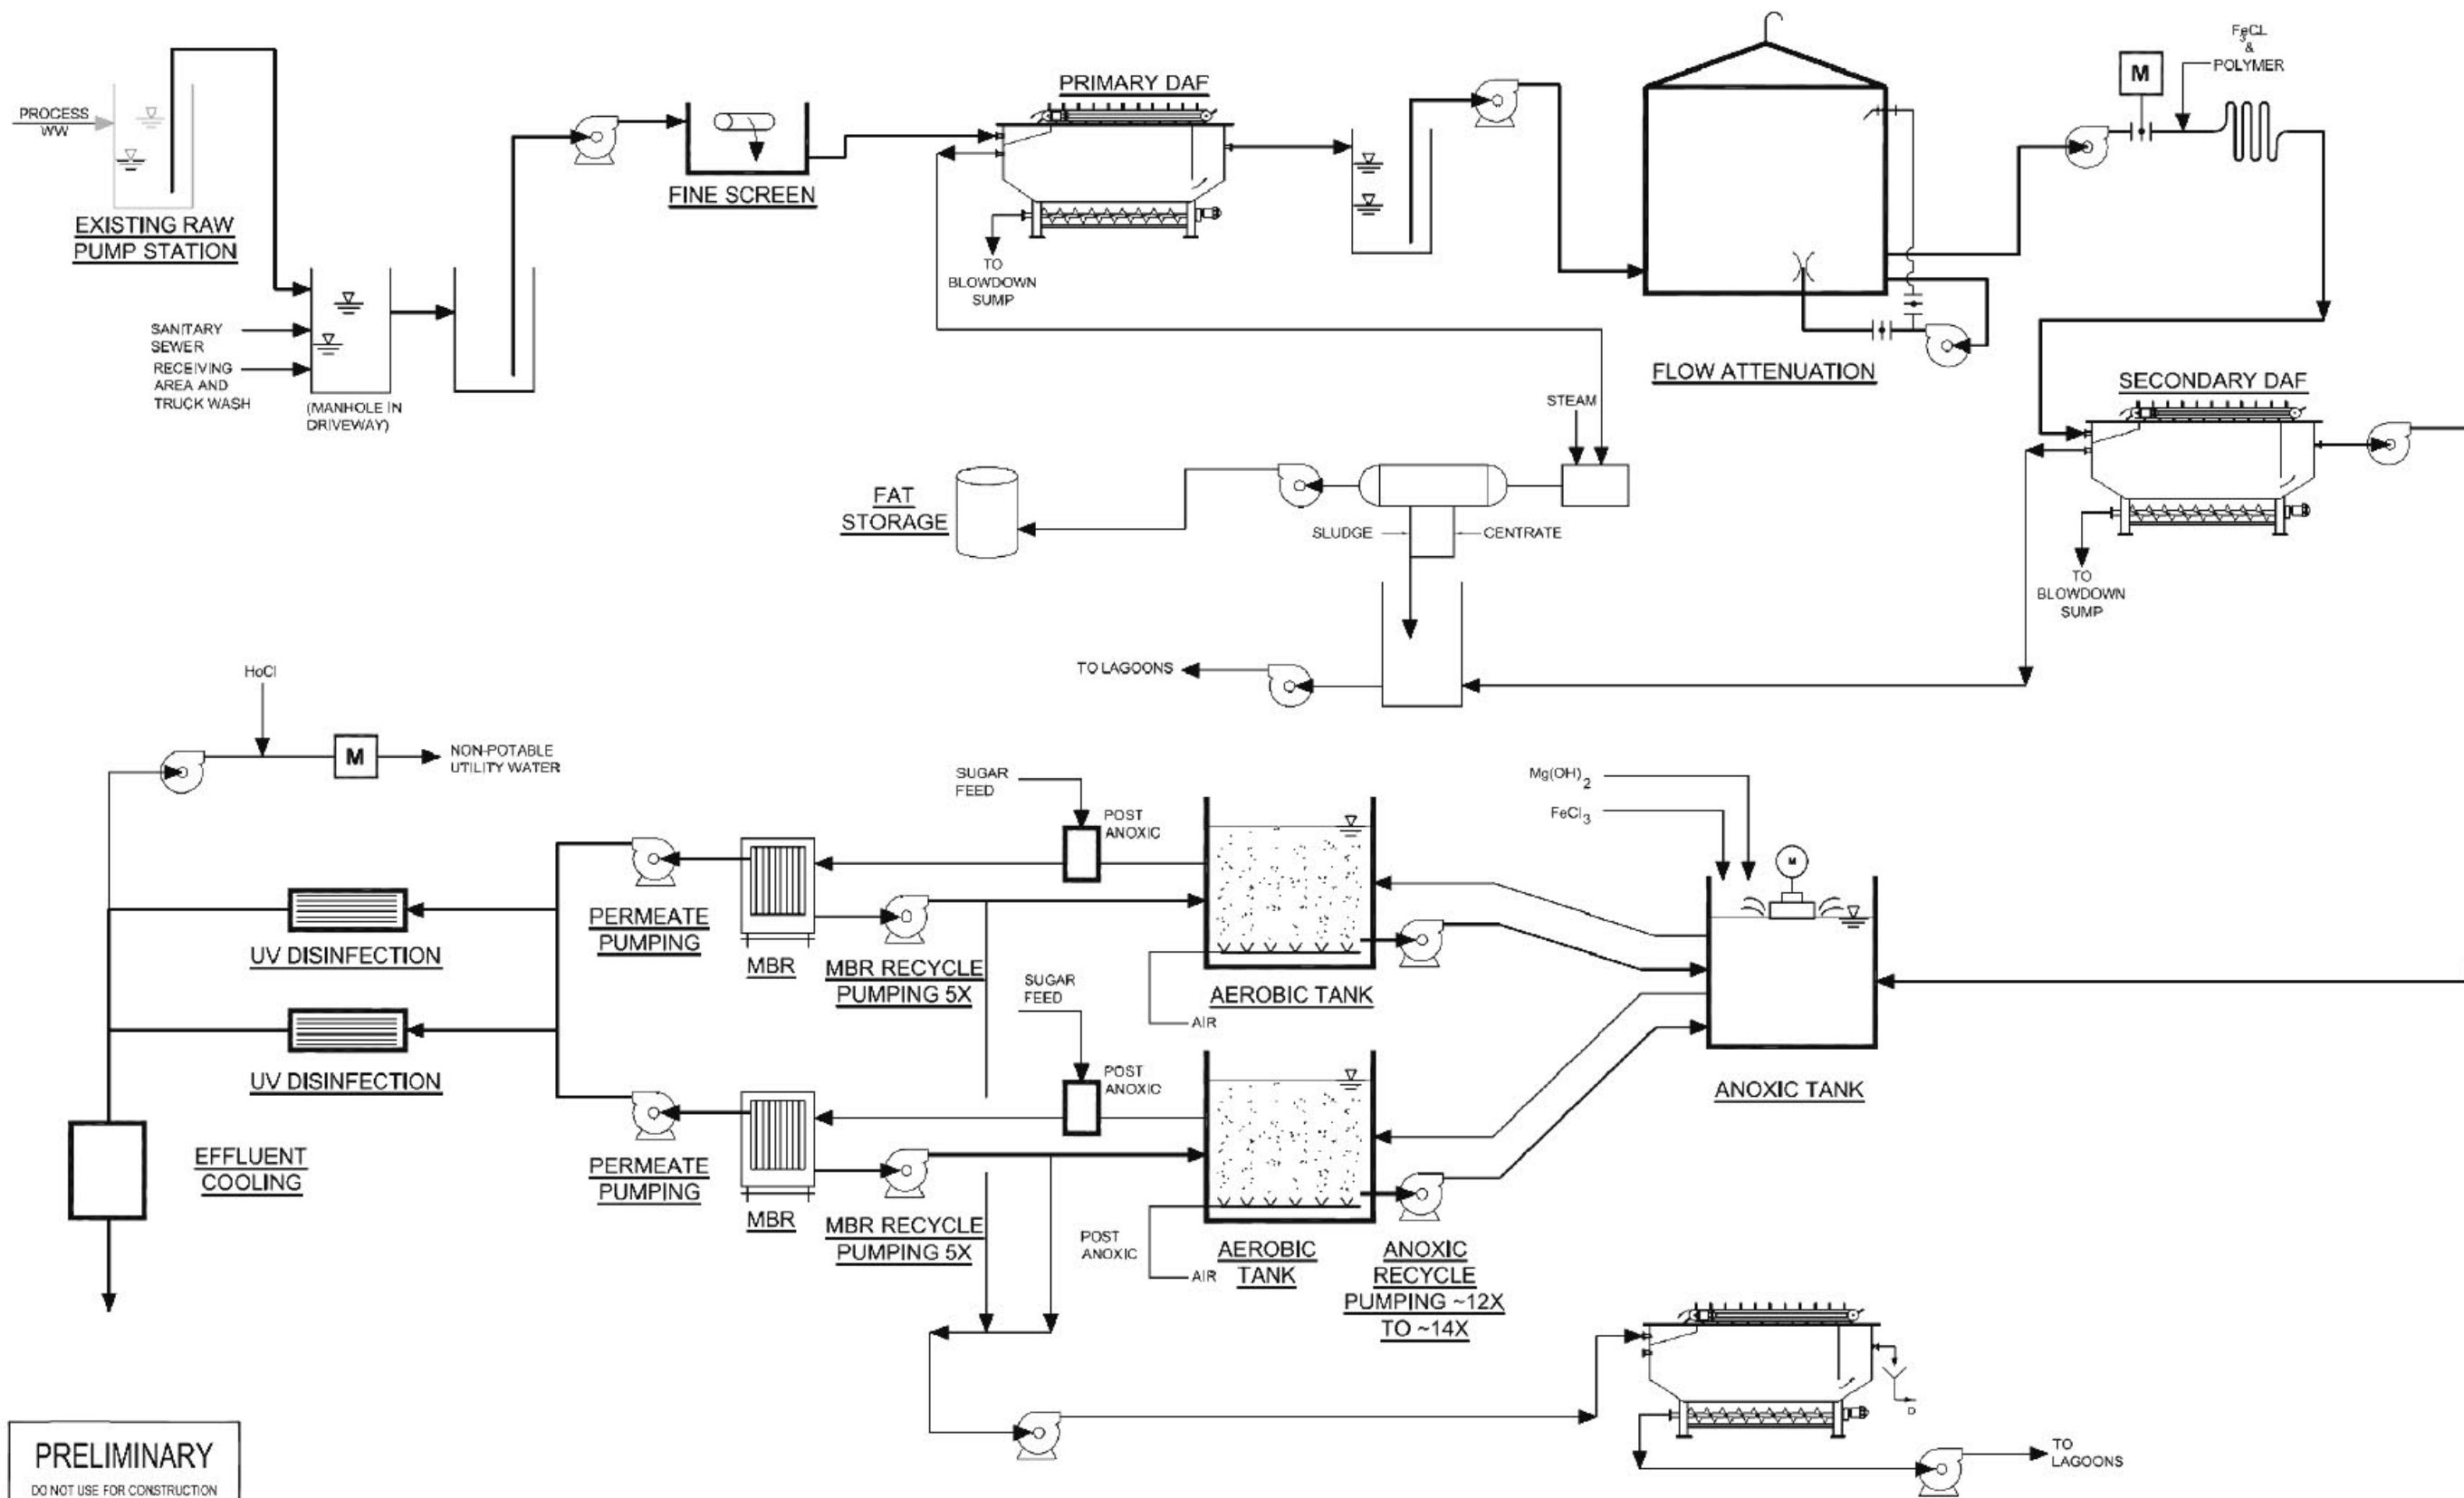 PROCESS
WW
EXISTING RAW
PUMP STATION
SANITARY
SEWER
RECEIVING
AREA AND
TRUCK WASH
(MANHOLE IN
DRIVEWAY)
FINE SCREEN
PRIMARY DAF
TO
BLOWDOWN
SUMP
FLOW ATTENUATION
M
FeCL
3
&
POLYMER
SECONDARY DAF
TO
BLOWDOWN
SUMP
STEAM
FAT
STORAGE
SLUDGE
CENTRATE
TO LAGOONS
HoCl
M
NON-POTABLE
UTILITY WATER
UV DISINFECTION
UV DISINFECTION
EFFLUENT
COOLING
PERMEATE
PUMPING
MBR
MBR RECYCLE
PUMPING 5X
SUGAR
FEED
POST
ANOXIC
AEROBIC TANK
AIR
Mg(OH)2
FeCl3
M
ANOXIC TANK
SUGAR
FEED
POST
ANOXIC
PERMEATE
PUMPING
MBR
MBR RECYCLE
PUMPING 5X
POST
ANOXIC
AIR
AEROBIC
TANK
ANOXIC
RECYCLE
PUMPING ~12X
TO ~14X
D
TO
LAGOONS
PRELIMINARY
DO NOT USE FOR CONSTRUCTION